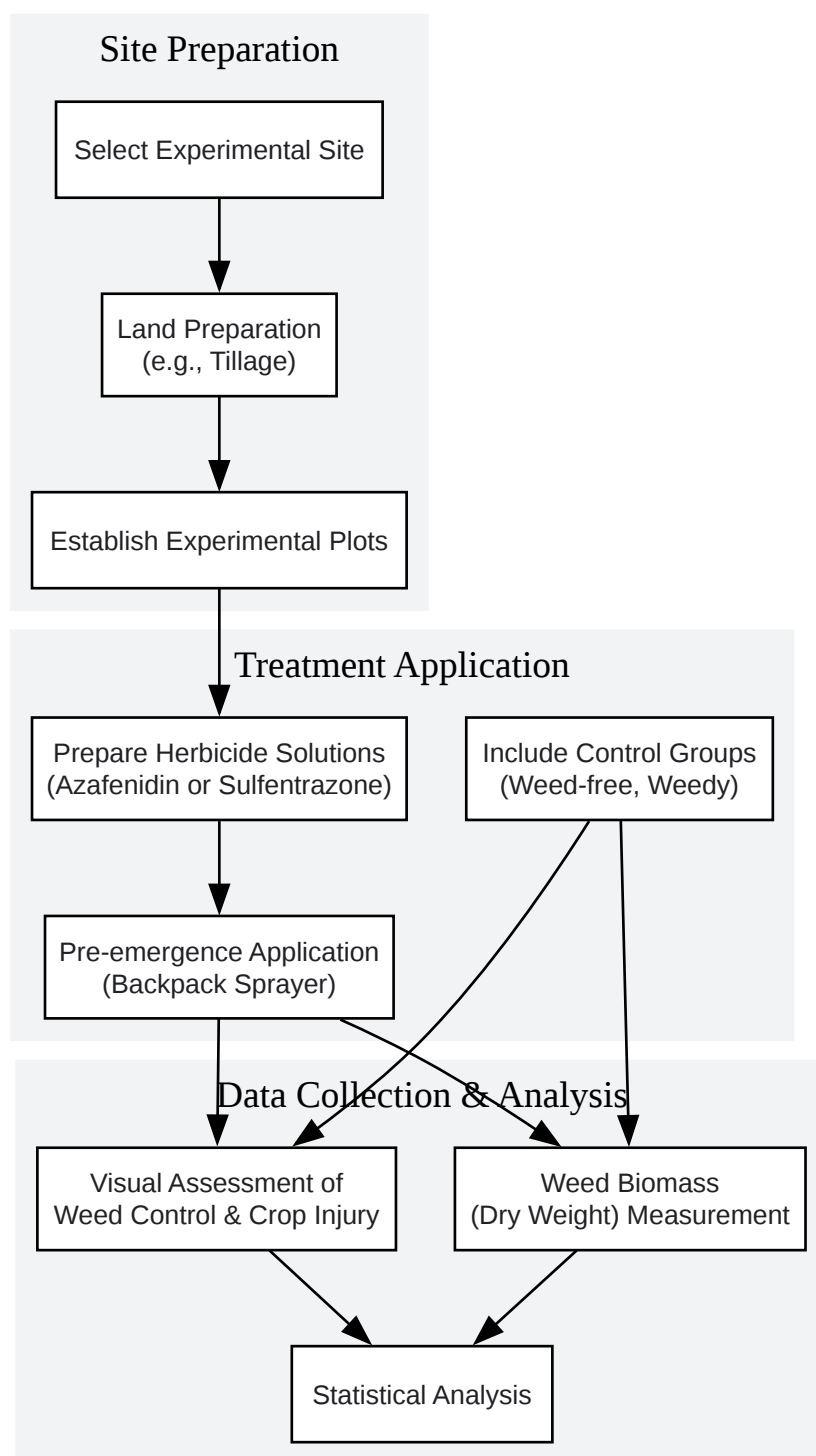 Site Preparation
Select Experimental Site
Land Preparation
(e.g., Tillage)
Establish Experimental Plots
Treatment Application
Prepare Herbicide Solutions
(Azafenidin or Sulfentrazone)
Include Control Groups
(Weed-free, Weedy)
Pre-emergence Application
(Backpack Sprayer)
Data Collection & Analysis
Visual Assessment of
Weed Control & Crop Injury
Weed Biomass
(Dry Weight) Measurement
Statistical Analysis